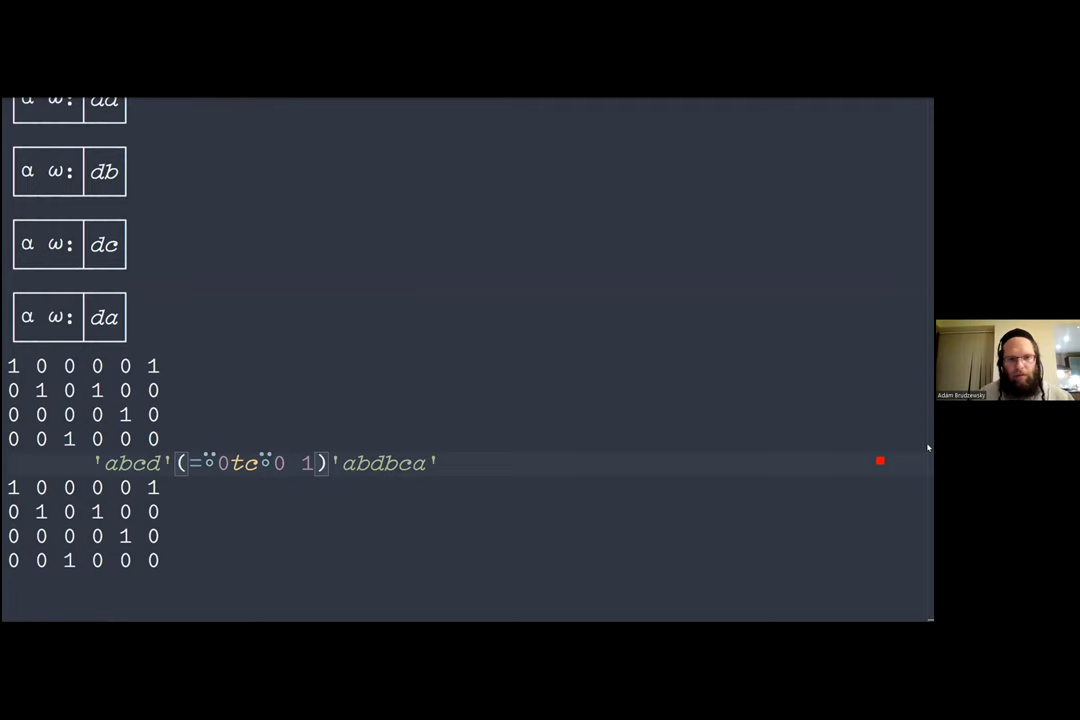 α ω: db
α ω: dc
α ω: da
1 0 0 0 0 1
0 1 0 1 0 0
0 0 0 0 1 0
0 0 1 0 0 0
'abcd'(=⍤0tc⍤0 1)'abdbca'
1 0 0 0 0 1
0 1 0 1 0 0
0 0 0 0 1 0
0 0 1 0 0 0
Adám Brudzewsky